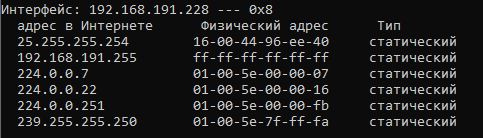 Интерфейс: 192.168.191.228 --- 0x8
адрес в Интернете Физический адрес Тип
25.255.255.254 16-00-44-96-ee-40 статический
192.168.191.255 ff-ff-ff-ff-ff-ff статический
224.0.0.7 01-00-5e-00-00-07 статический
224.0.0.22 01-00-5e-00-00-16 статический
224.0.0.251 01-00-5e-00-00-fb статический
239.255.255.250 01-00-5e-7f-ff-fa статический